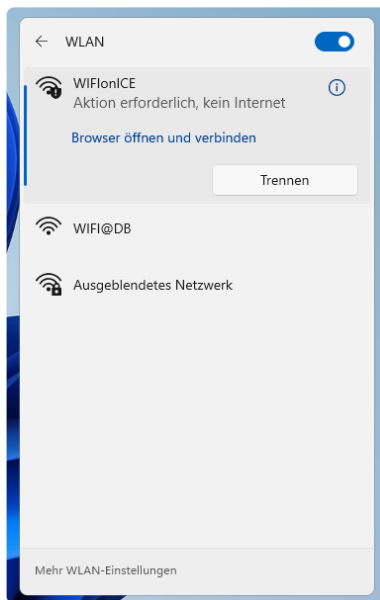 WLAN
WIFIonICE
Aktion erforderlich, kein Internet
Browser öffnen und verbinden
Trennen
WIFI@DB
Ausgeblendetes Netzwerk
Mehr WLAN-Einstellungen